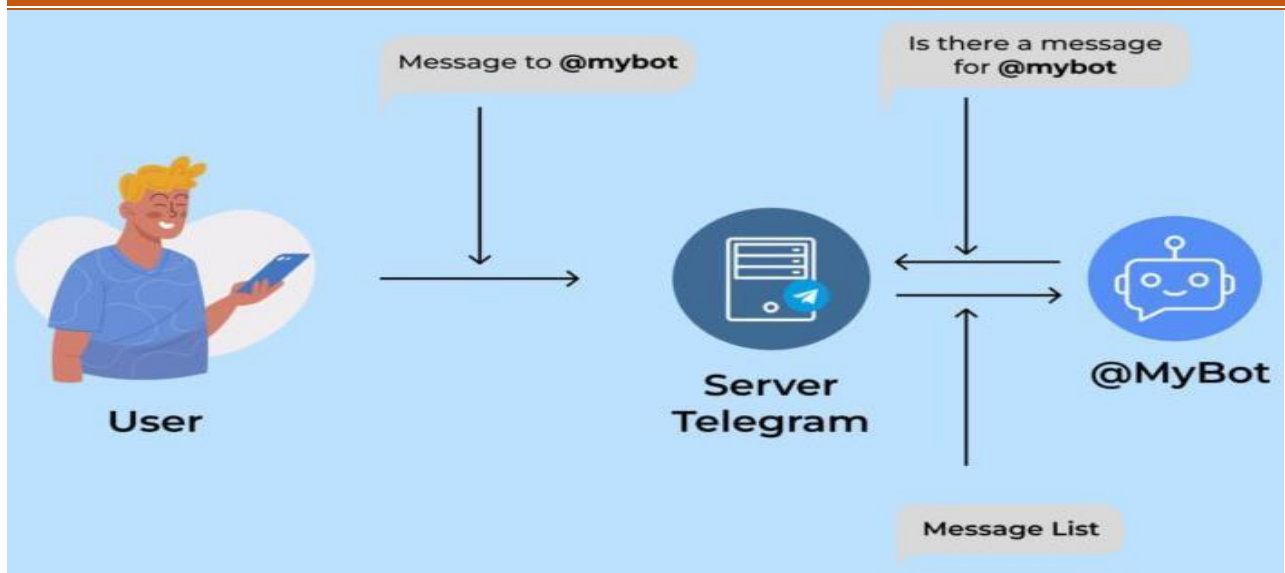 Message to @mybot
Is there a message
for @mybot
User
Server
Telegram
@MyBot
Message List